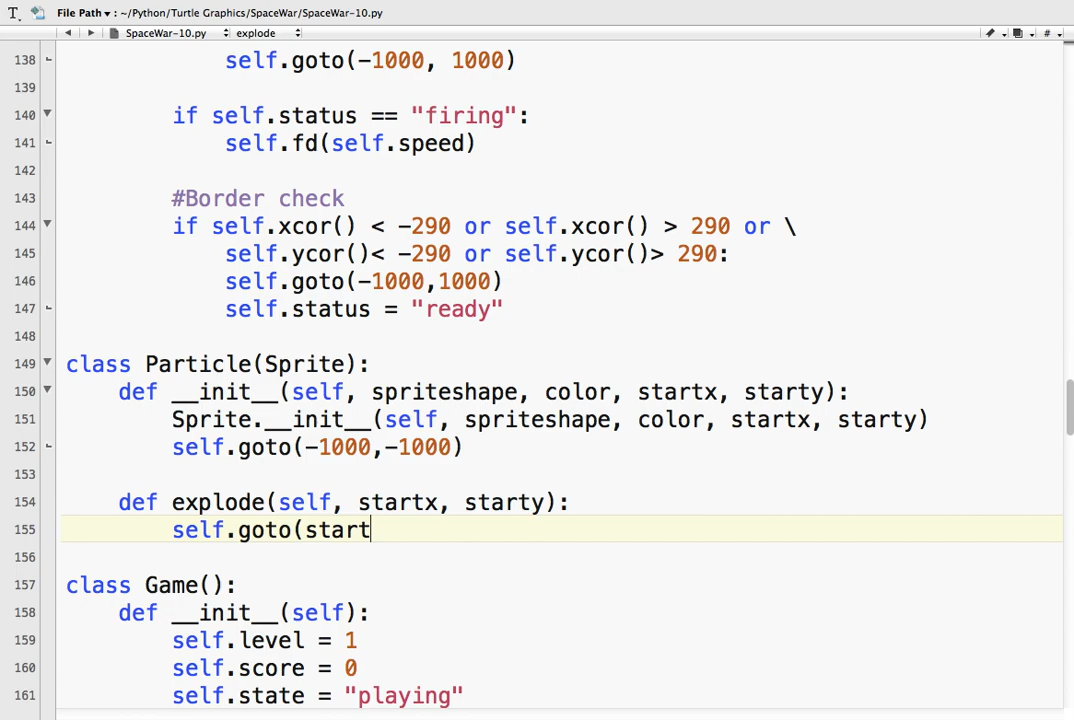 File Path ▾ : ~/Python/Turtle Graphics/SpaceWar/SpaceWar-10.py
SpaceWar-10.py explode #
138 self.goto(-1000, 1000)
139
140 if self.status == "firing":
141 self.fd(self.speed)
142
143 #Border check
144 if self.xcor() < -290 or self.xcor() > 290 or \
145 self.ycor()< -290 or self.ycor()> 290:
146 self.goto(-1000,1000)
147 self.status = "ready"
148
149 class Particle(Sprite):
150 def __init__(self, spriteshape, color, startx, starty):
151 Sprite.__init__(self, spriteshape, color, startx, starty)
152 self.goto(-1000,-1000)
153
154 def explode(self, startx, starty):
155 self.goto(start
156
157 class Game():
158 def __init__(self):
159 self.level = 1
160 self.score = 0
161 self.state = "playing"